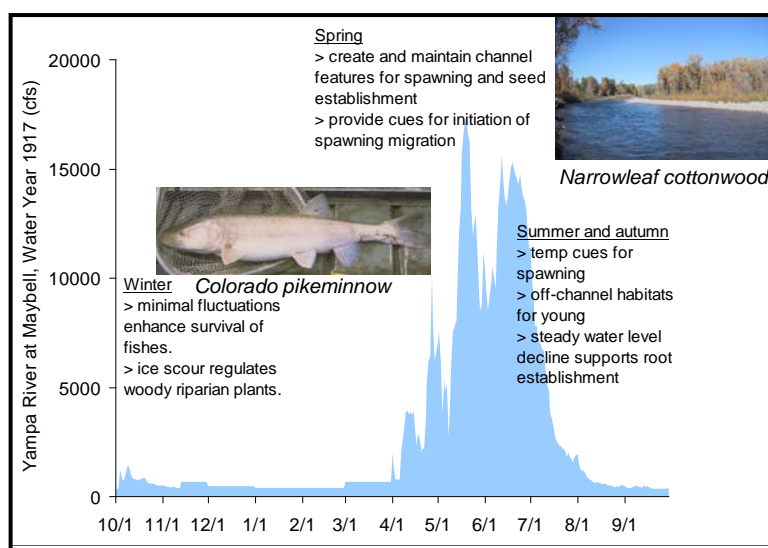 Spring
> create and maintain channel
features for spawning and seed
establishment
> provide cues for initiation of
spawning migration
Narrowleaf cottonwood
Colorado pikeminnow
Winter
> minimal fluctuations
enhance survival of
fishes.
> ice scour regulates
woody riparian plants.
Summer and autumn
> temp cues for
spawning
> off-channel habitats
for young
> steady water level
decline supports root
establishment
Yampa River at Maybell, Water Year 1917 (cfs)
20000
15000
10000
5000
0
10/1 11/1 12/1 1/1 2/1 3/1 4/1 5/1 6/1 7/1 8/1 9/1